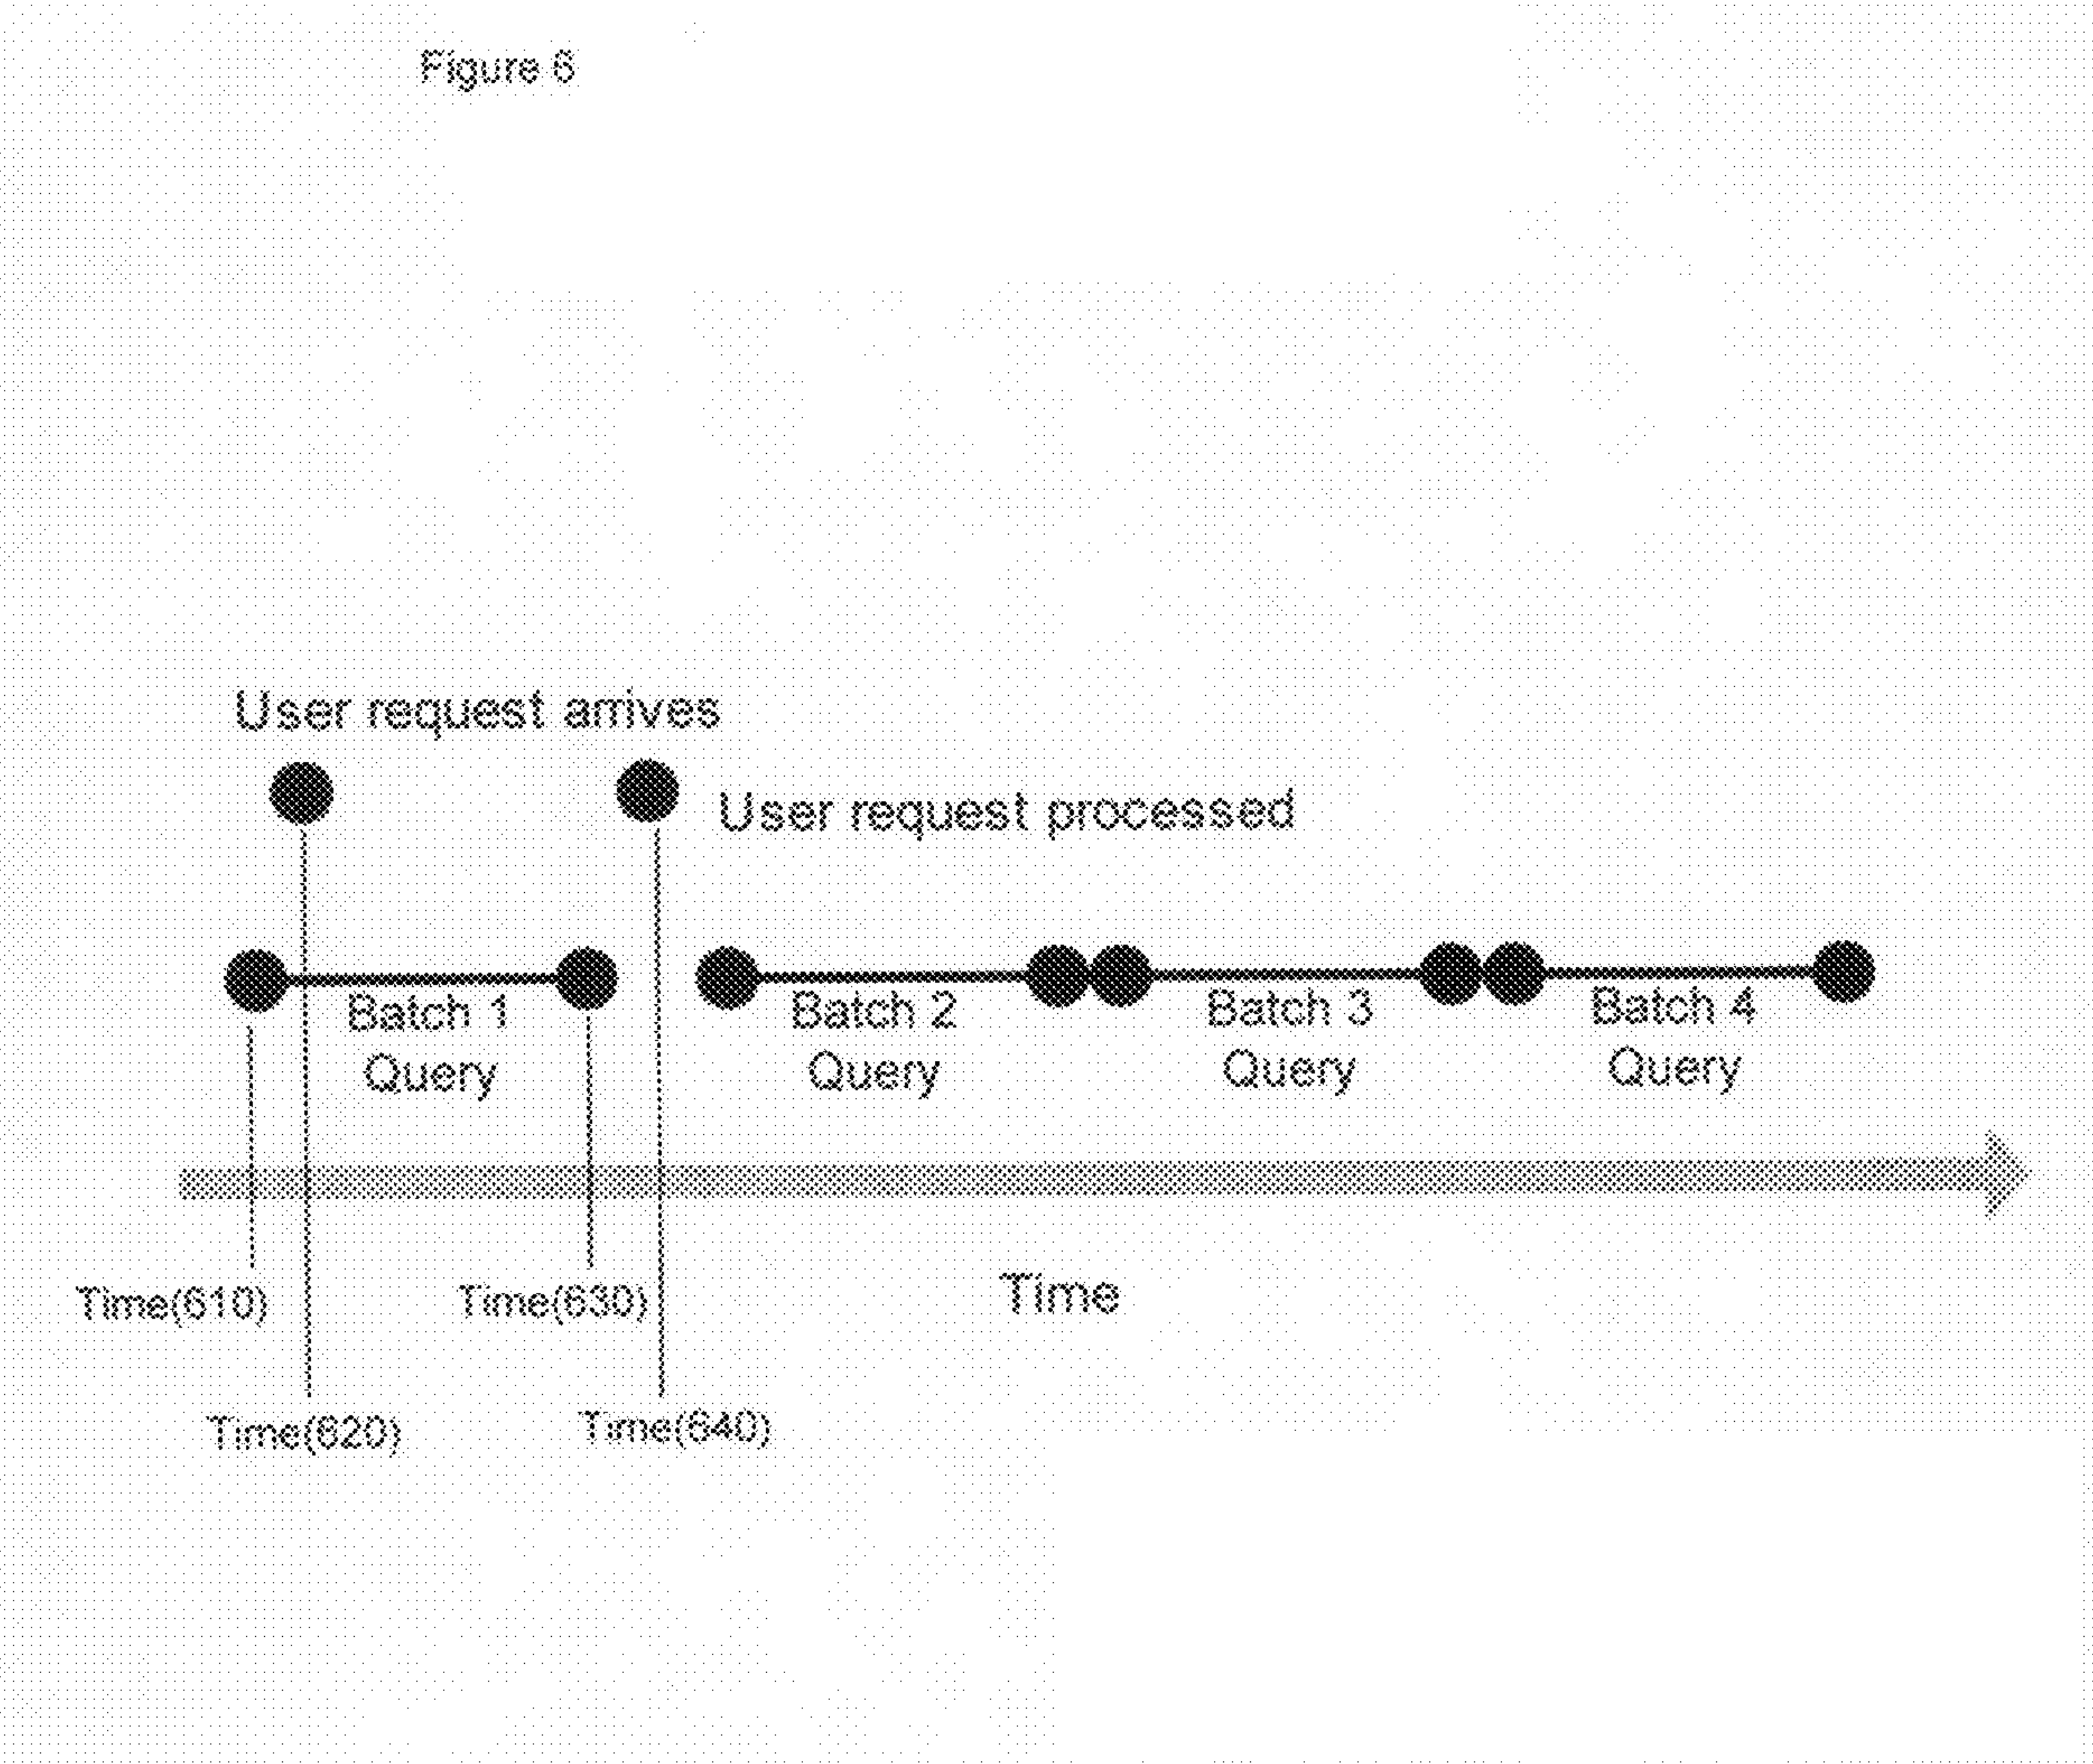 Figure 6
User request arrives
User request processed
Batch 1
Query
Batch 2
Query
Batch 3
Query
Batch 4
Query
Time(610)
Time(630)
Time
Time(620)
Time(640)